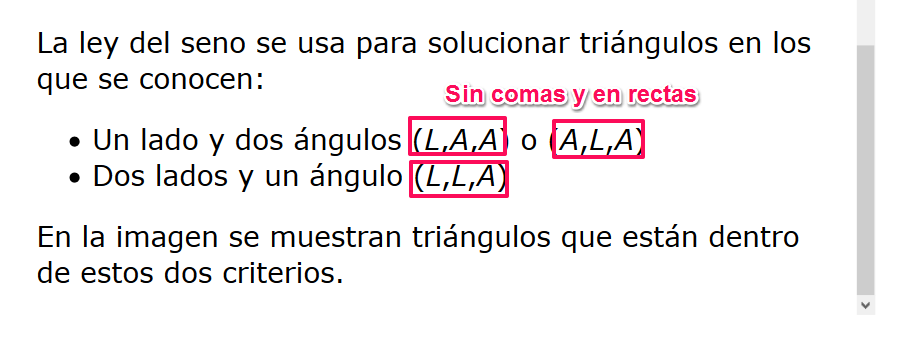 La ley del seno se usa para solucionar triángulos en los
que se conocen:
Sin comas y en rectas
• Un lado y dos ángulos (L,A,A) o (A,L,A)
• Dos lados y un ángulo (L,L,A)
En la imagen se muestran triángulos que están dentro
de estos dos criterios.